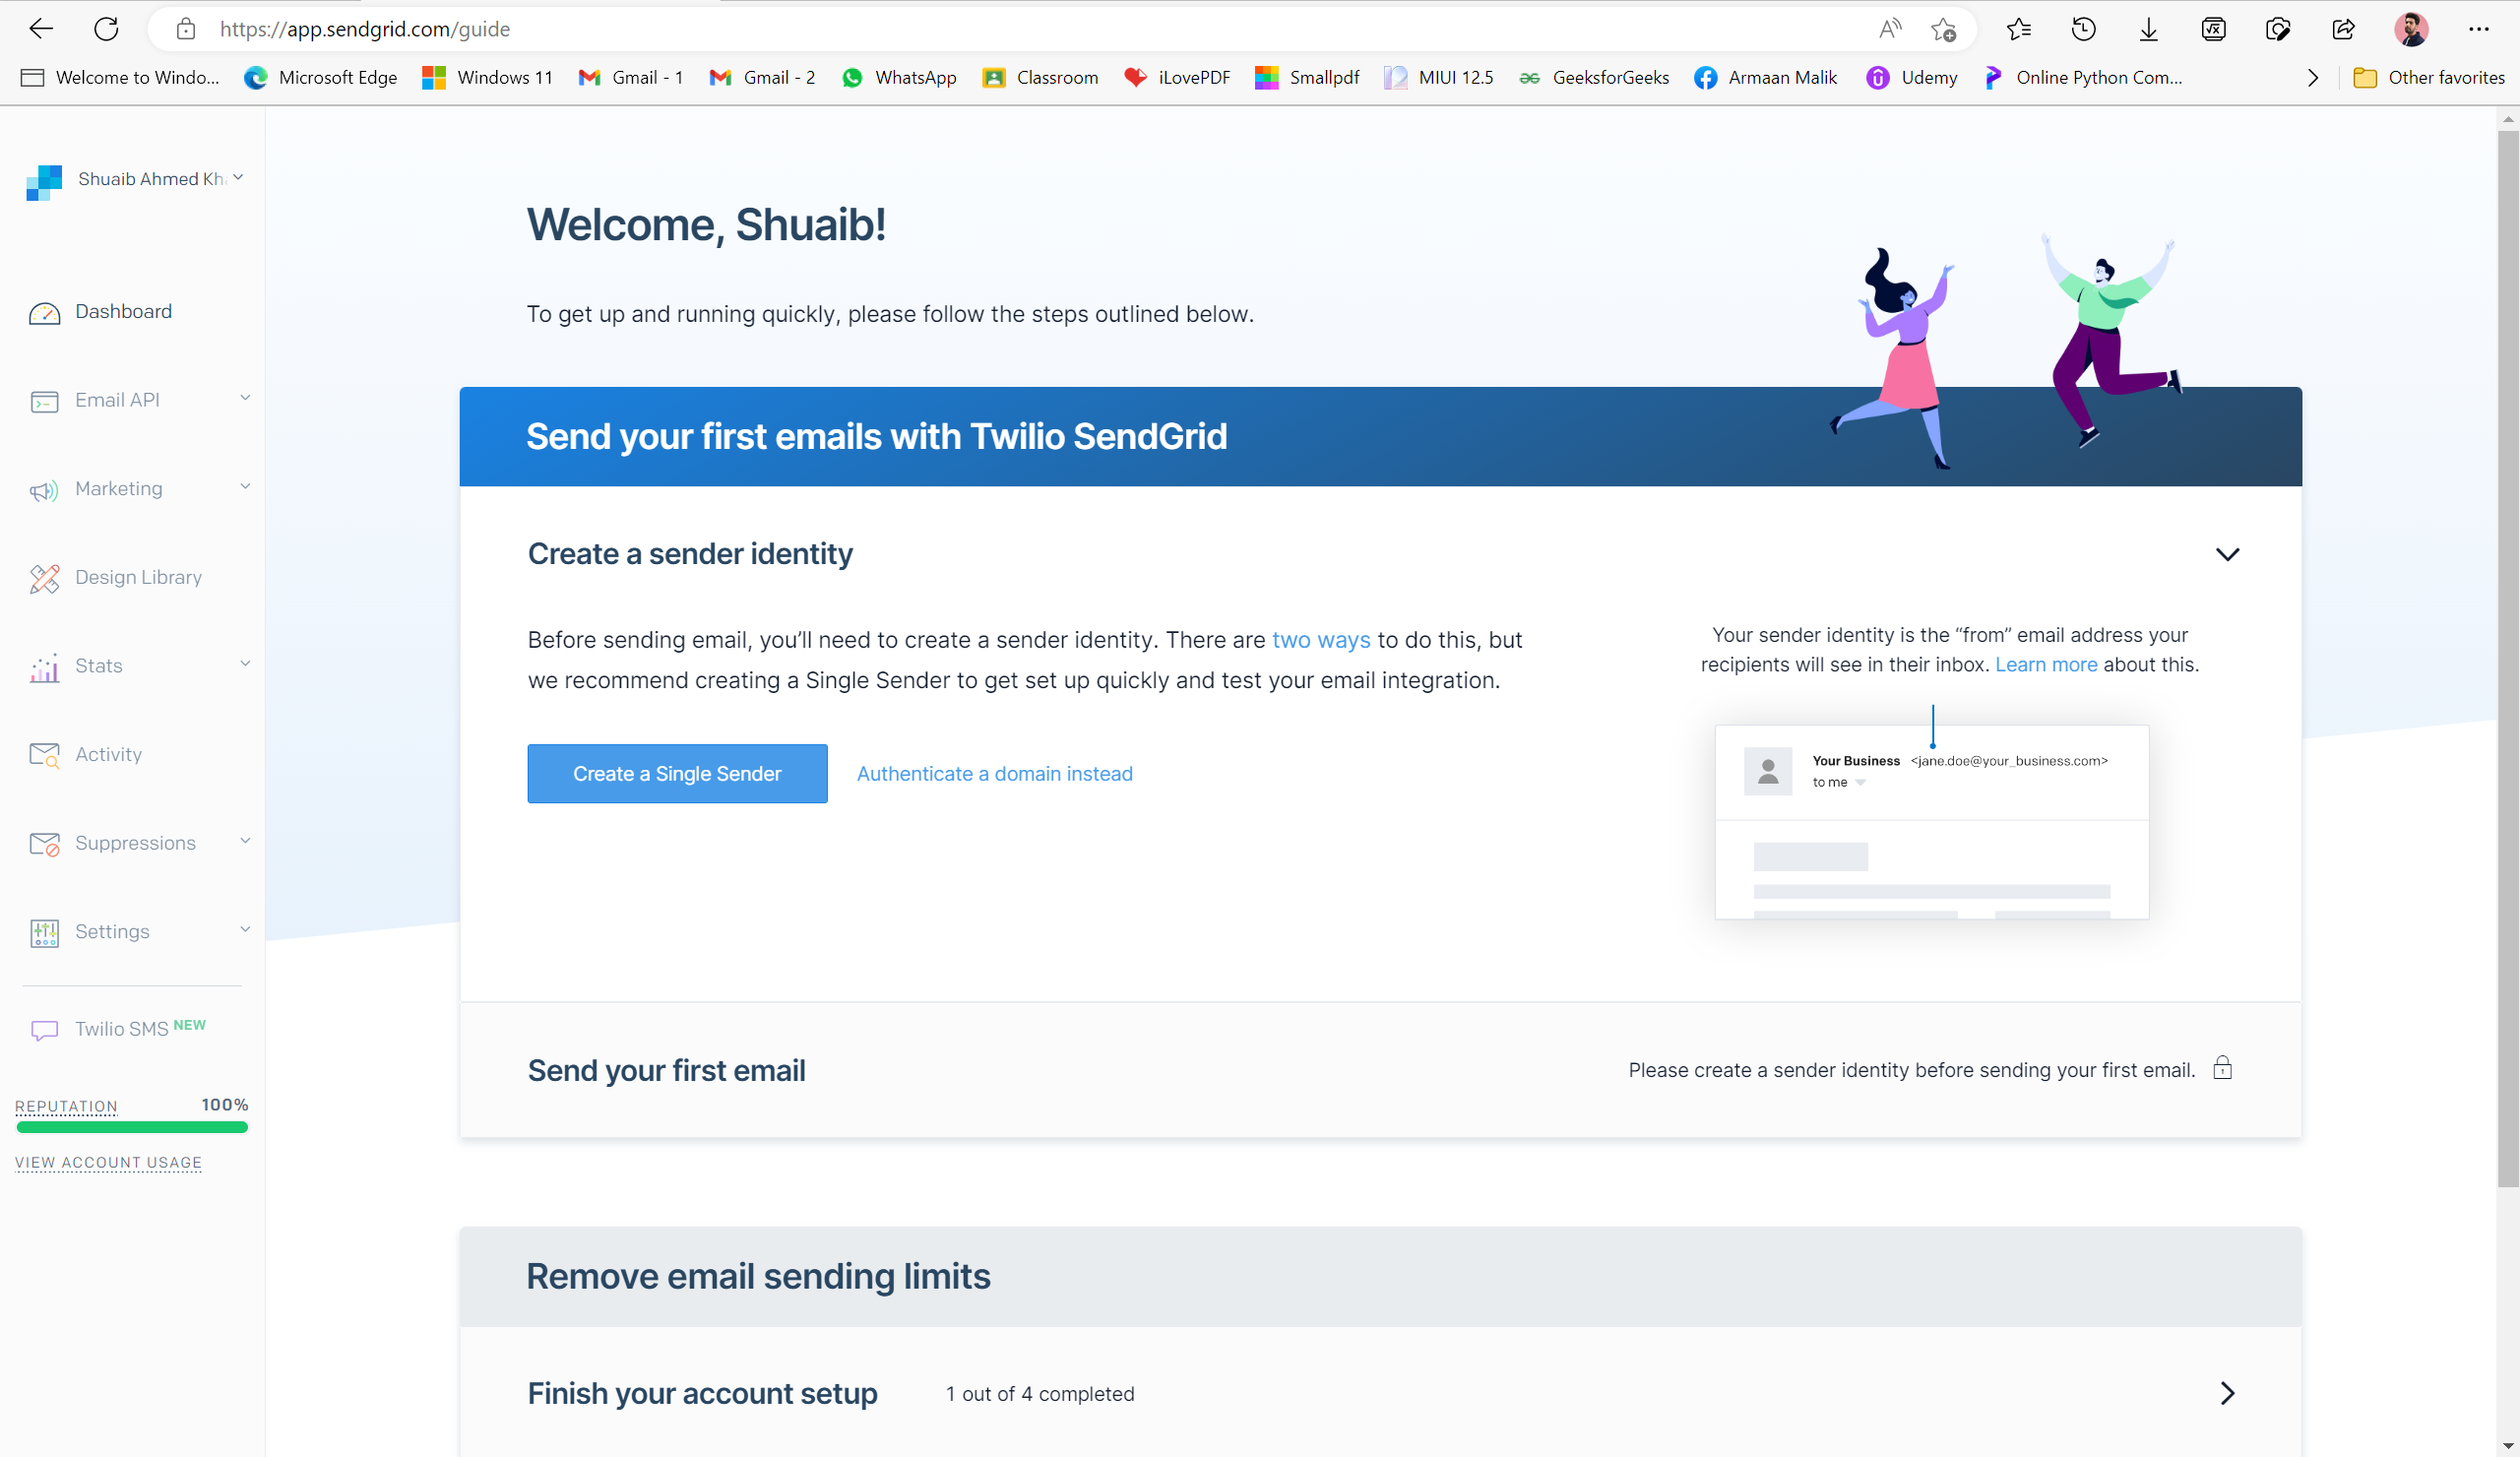 https://app.sendgrid.com/guide
Welcome to Windo...
Microsoft Edge
Windows 11
Gmail - 1
Gmail - 2
WhatsApp
Classroom
iLovePDF
Smallpdf
MIUI 12.5
GeeksforGeeks
Armaan Malik
Udemy
Online Python Com...
Other favorites
Shuaib Ahmed Kha
Dashboard
Email API
Marketing
Design Library
Stats
Activity
Suppressions
Settings
Twilio SMS NEW
REPUTATION 100%
VIEW ACCOUNT USAGE
Welcome, Shuaib!
To get up and running quickly, please follow the steps outlined below.
Send your first emails with Twilio SendGrid
Create a sender identity
Before sending email, you’ll need to create a sender identity. There are two ways to do this, but
we recommend creating a Single Sender to get set up quickly and test your email integration.
Create a Single Sender
Authenticate a domain instead
Your sender identity is the “from” email address your
recipients will see in their inbox. Learn more about this.
Your Business <jane.doe@your_business.com>
to me
Send your first email
Please create a sender identity before sending your first email.
Remove email sending limits
Finish your account setup
1 out of 4 completed